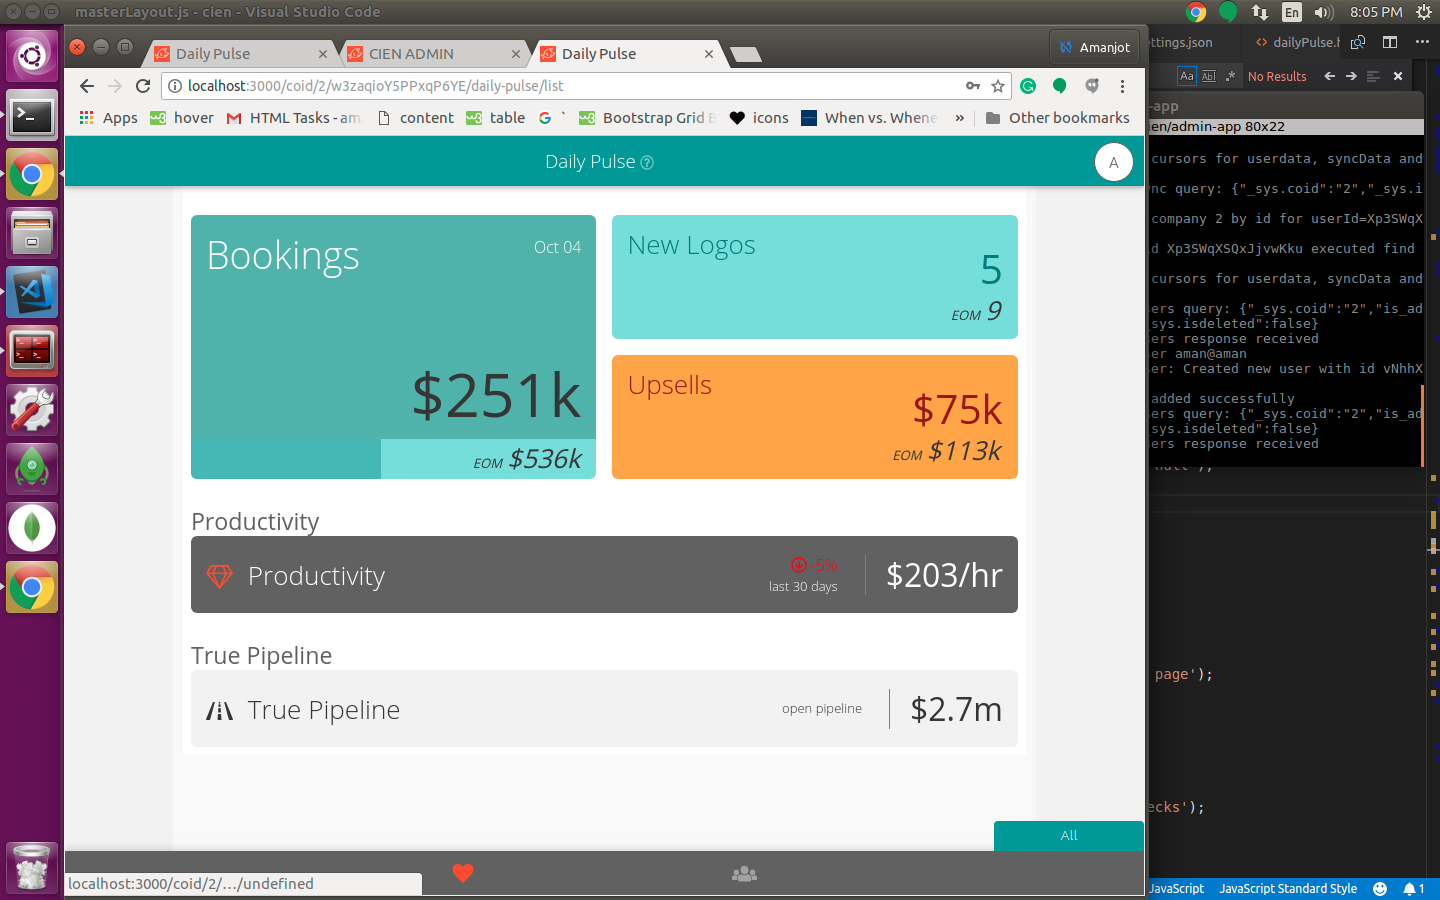 masterLayout.js - cien - Visual Studio Code
En
8:05 PM
Daily Pulse
CIEN ADMIN
Daily Pulse
Amanjot
localhost:3000/coid/2/w3zaqioY5PPxqP6YE/daily-pulse/list
Apps
hover
HTML Tasks - am
content
table
`
Bootstrap Grid B
icons
When vs. Whene
»
Other bookmarks
Daily Pulse
A
Bookings
Oct 04
$251k
EOM $536k
New Logos
5
EOM 9
Upsells
$75k
EOM $113k
Productivity
Productivity
-5%
last 30 days
$203/hr
True Pipeline
True Pipeline
open pipeline
$2.7m
All
localhost:3000/coid/2/.../undefined
ttings.json
dailyPulse.h
Aa
Abl
.*
No Results
-app
ien/admin-app 80x22
cursors for userdata, syncData and
nc query: {"_sys.coid":"2","_sys.i
company 2 by id for userId=Xp3SWqX
d Xp3SWqXSQxJjvwKku executed find
cursors for userdata, syncData and
ers query: {"_sys.coid":"2","is_ad
sys.isdeleted":false}
ers response received
er aman@aman
er: Created new user with id vNhhX
added successfully
ers query: {"_sys.coid":"2","is_ad
sys.isdeleted":false}
ers response received
page');
ecks');
JavaScript
JavaScript Standard Style
1